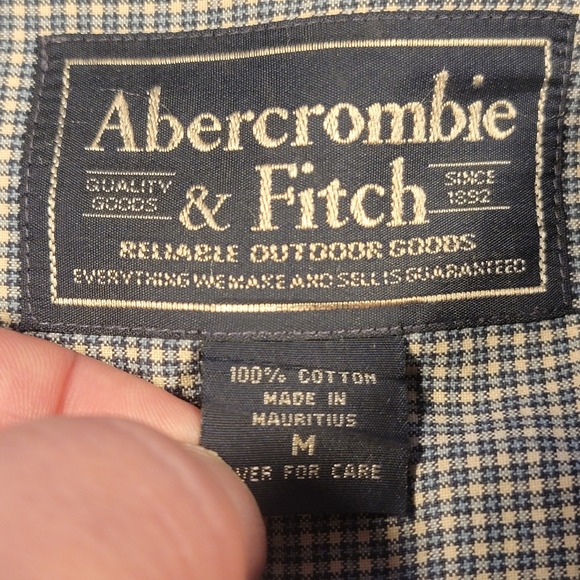 Abercrombie
QUALITY GOODS & Fitch SINCE 1892
RELIABLE OUTDOOR GOODS
EVERYTHING WE MAKE AND SELL IS GUARANTEED
100% COTTON
MADE IN
MAURITIUS
M
VER FOR CARE